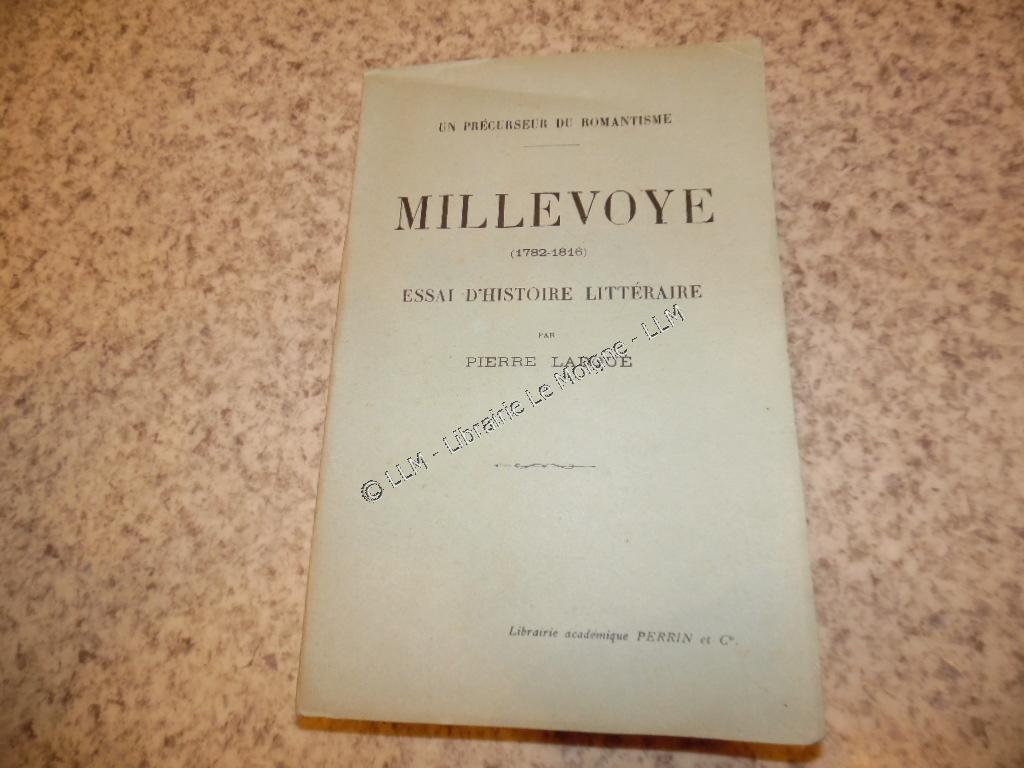 UN PRÉCURSEUR DU ROMANTISME
MILLEVOYE
(1782-1816)
ESSAI D'HISTOIRE LITTÉRAIRE
PAR
PIERRE LADOUÉ
© LLM - Librairie Le Moigne - LLM
Librairie académique PERRIN et Cie.